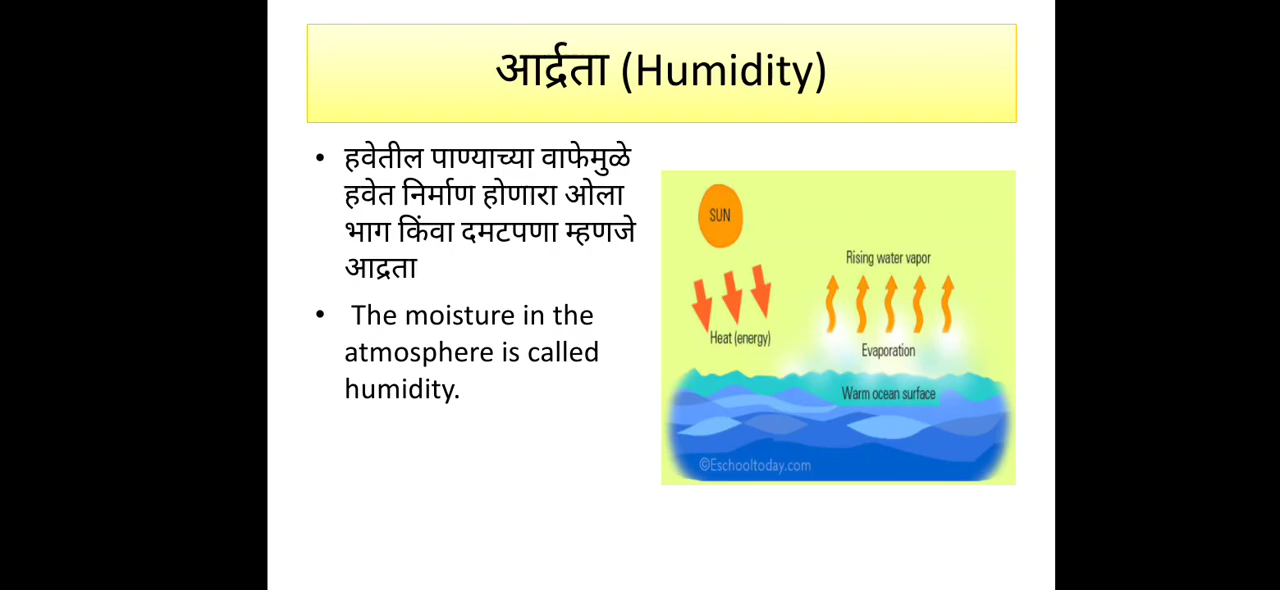 आर्द्रता (Humidity)
• हवेतील पाण्याच्या वाफेमुळे
हवेत निर्माण होणारा ओला
भाग किंवा दमटपणा म्हणजे
आद्रता
• The moisture in the
atmosphere is called
humidity.
SUN
Rising water vapor
Heat (energy)
Evaporation
Warm ocean surface
©Eschooltoday.com